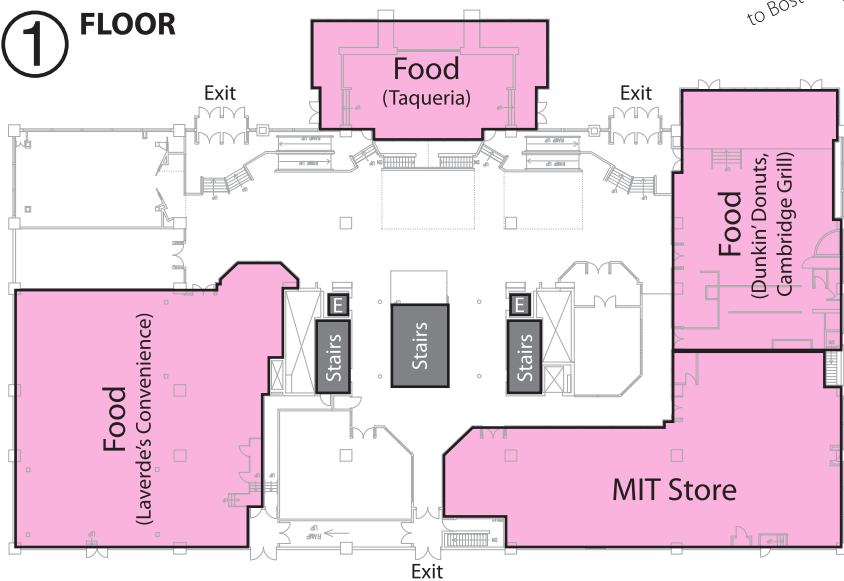 1 FLOOR
to Bost
Food
(Taqueria)
Exit
Exit
Food
(Dunkin' Donuts,
Cambridge Grill)
E
E
Stairs
Stairs
Stairs
Food
(Laverde's Convenience)
MIT Store
RAMP
UP
Exit